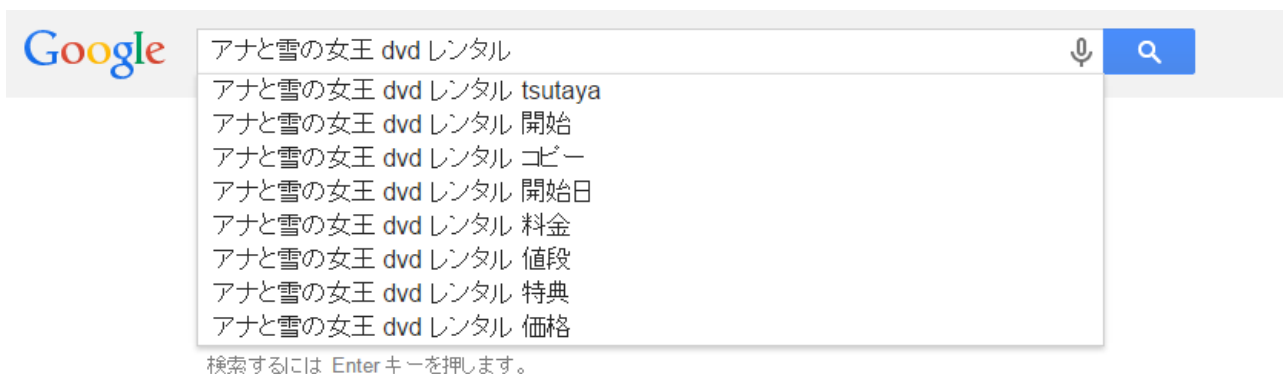 Google アナと雪の女王 dvd レンタル
アナと雪の女王 dvd レンタル tsutaya
アナと雪の女王 dvd レンタル 開始
アナと雪の女王 dvd レンタル コピー
アナと雪の女王 dvd レンタル 開始日
アナと雪の女王 dvd レンタル 料金
アナと雪の女王 dvd レンタル 値段
アナと雪の女王 dvd レンタル 特典
アナと雪の女王 dvd レンタル 価格
検索するには Enter キーを押します。